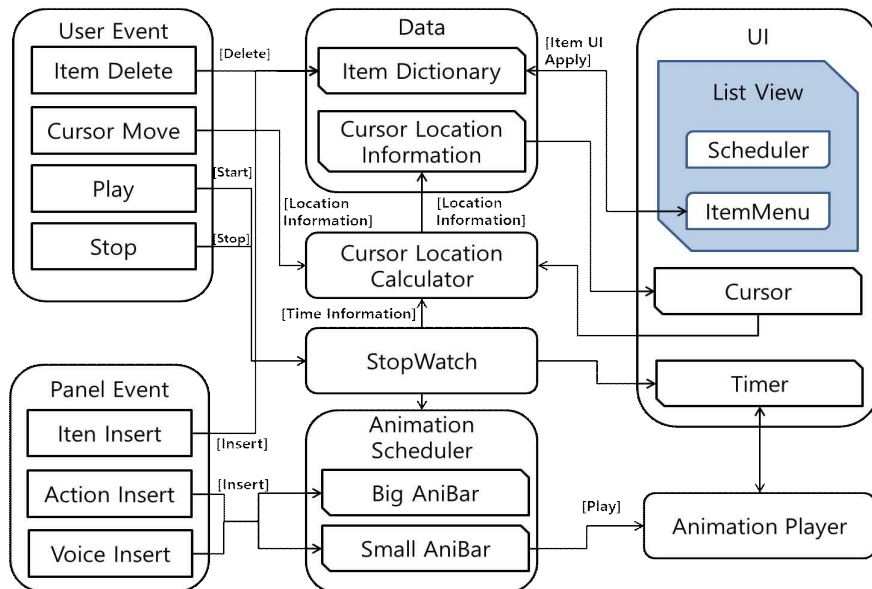 User Event
Item Delete
Cursor Move
Play
Stop
[Delete]
[Start]
[Stop]
Data
Item Dictionary
Cursor Location
Information
[Item UI
Apply]
UI
List View
Scheduler
ItemMenu
Cursor
Timer
[Location
Information]
[Location
Information]
Cursor Location
Calculator
[Time Information]
StopWatch
Panel Event
Iten Insert
Action Insert
Voice Insert
[Insert]
[Insert]
Animation
Scheduler
Big AniBar
Small AniBar
[Play]
Animation Player